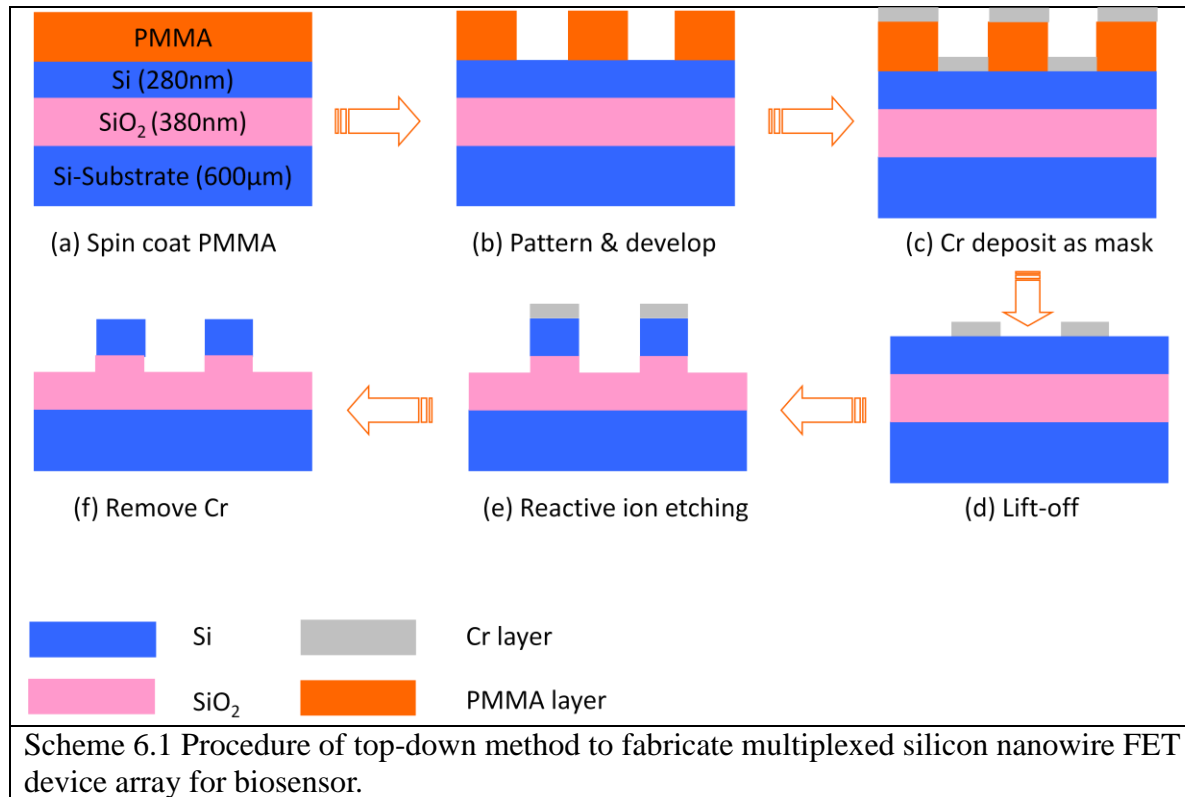 PMMA
Si (280nm)
SiO₂ (380nm)
Si-Substrate (600µm)
(a) Spin coat PMMA
(b) Pattern & develop
(c) Cr deposit as mask
(f) Remove Cr
(e) Reactive ion etching
(d) Lift-off
Si
Cr layer
SiO₂
PMMA layer
Scheme 6.1 Procedure of top-down method to fabricate multiplexed silicon nanowire FET
device array for biosensor.